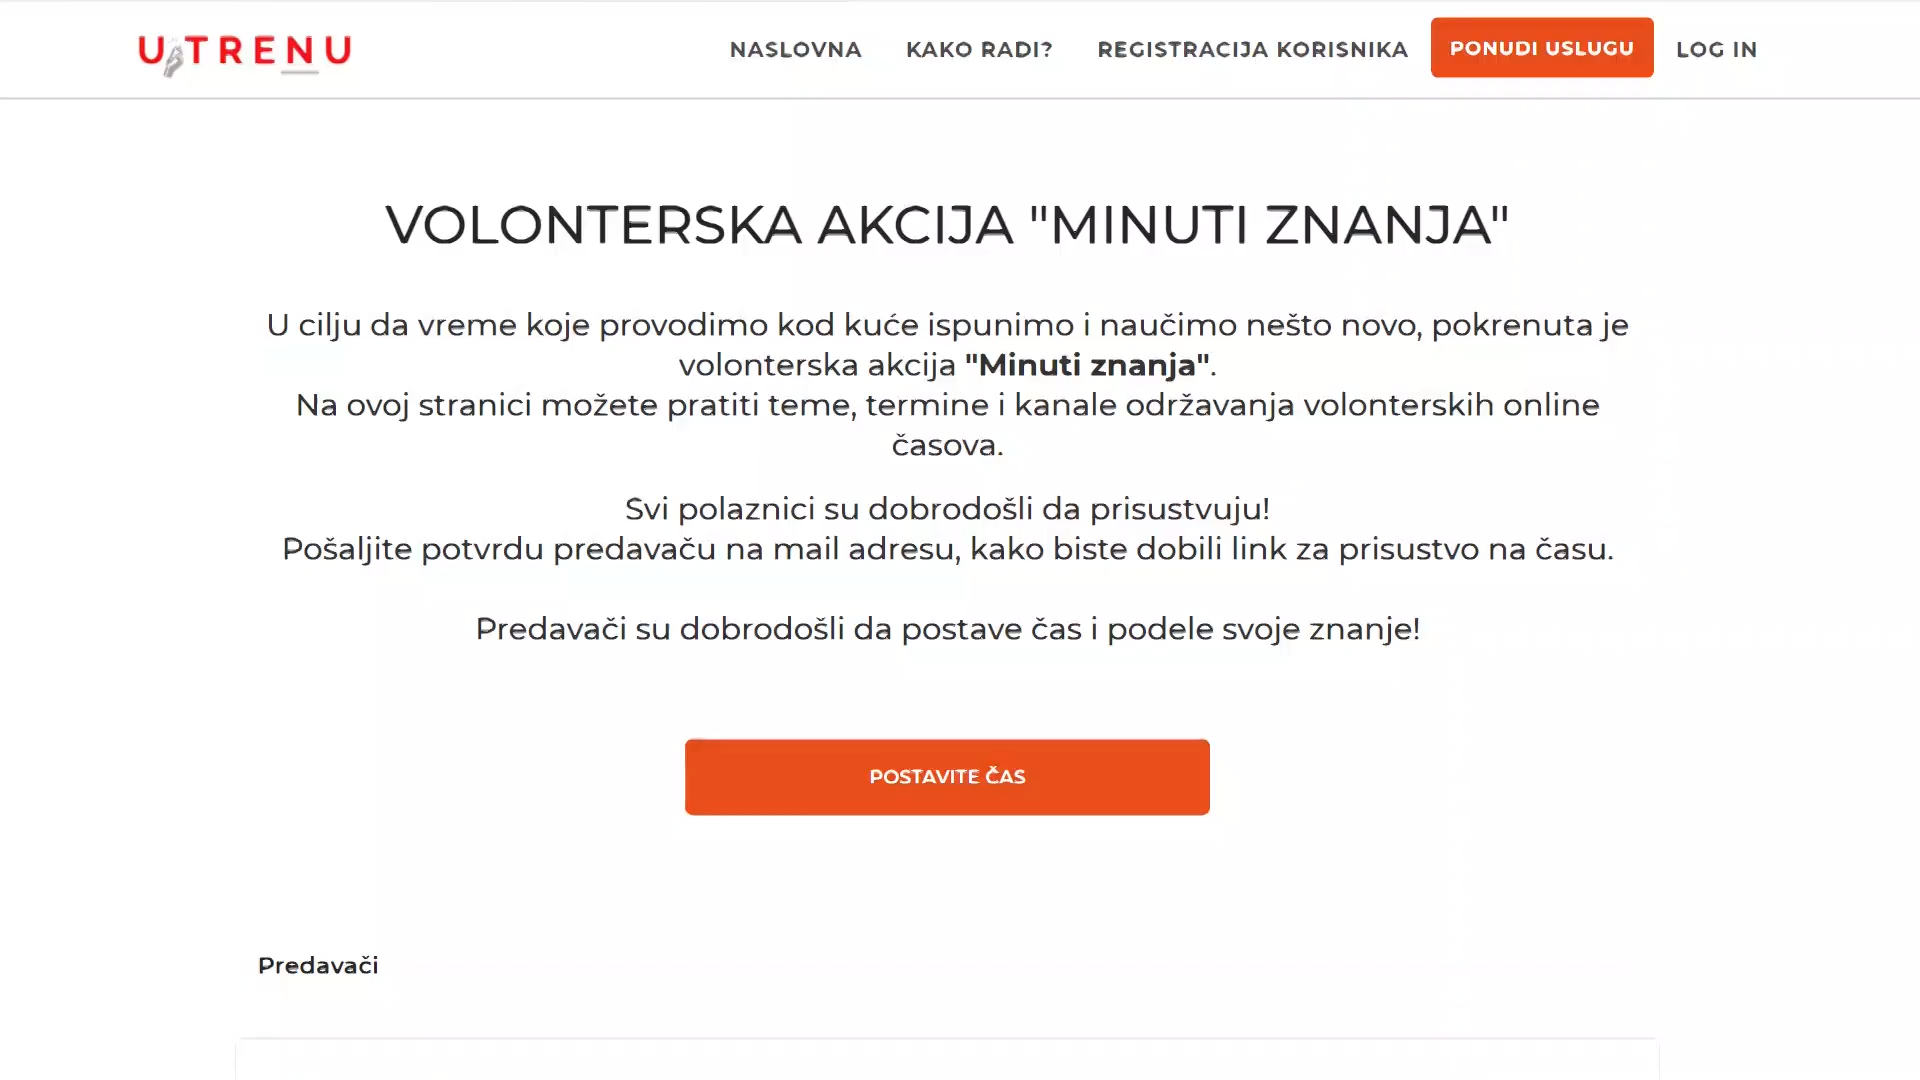 U TRENU
NASLOVNA
KAKO RADI?
REGISTRACIJA KORISNIKA
PONUDI USLUGU
LOG IN
VOLONTERSKA AKCIJA "MINUTI ZNANJA"
U cilju da vreme koje provodimo kod kuće ispunimo i naučimo nešto novo, pokrenuta je
volonterska akcija "Minuti znanja".
Na ovoj stranici možete pratiti teme, termine i kanale održavanja volonterskih online
časova.
Svi polaznici su dobrodošli da prisustvuju!
Pošaljite potvrdu predavaču na mail adresu, kako biste dobili link za prisustvo na času.
Predavači su dobrodošli da postave čas i podele svoje znanje!
POSTAVITE ČAS
Predavači